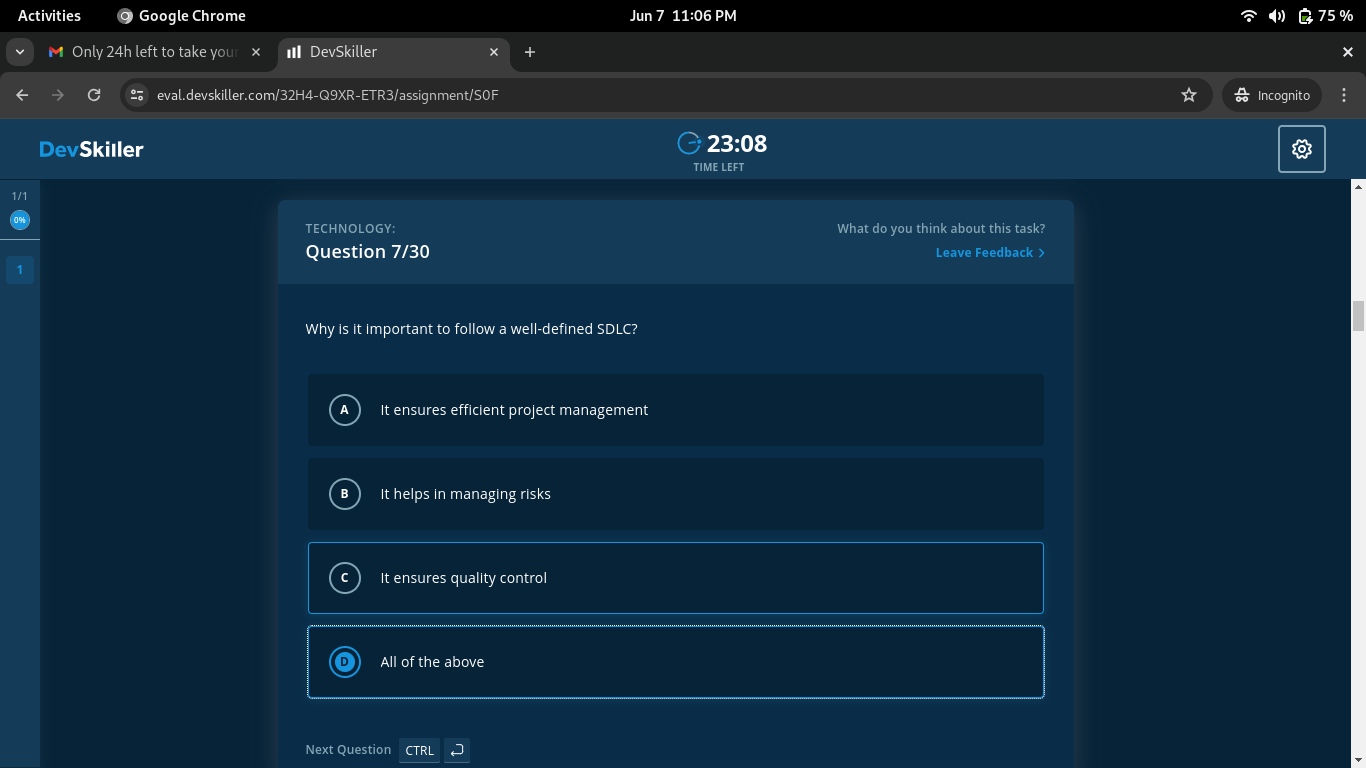 Activities Google Chrome Jun 7 11:06 PM 75 %
Only 24h left to take your DevSkiller
eval.devskiller.com/32H4-Q9XR-ETR3/assignment/S0F Incognito
DevSkiller 23:08
TIME LEFT
1/1
0%
1
TECHNOLOGY: What do you think about this task?
Question 7/30 Leave Feedback
Why is it important to follow a well-defined SDLC?
A It ensures efficient project management
B It helps in managing risks
C It ensures quality control
D All of the above
Next Question CTRL